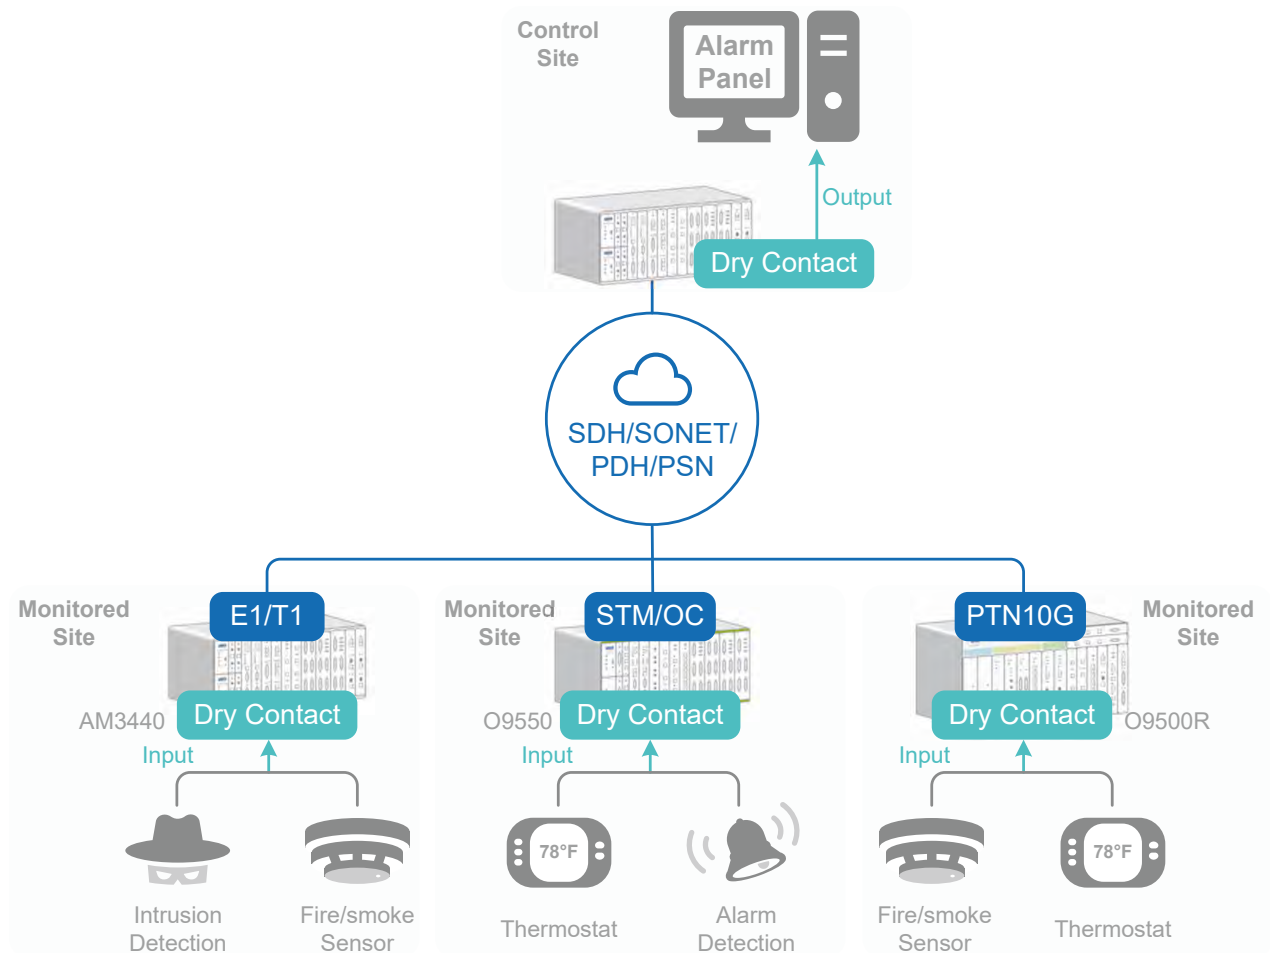 Control
Site
Alarm
Panel
Output
Dry Contact
SDH/SONET/
PDH/PSN
Monitored
Site
E1/T1
AM3440
Dry Contact
Input
Intrusion
Detection
Fire/smoke
Sensor
Monitored
Site
STM/OC
O9550
Dry Contact
Input
78°F
Thermostat
Alarm
Detection
PTN10G
Monitored
Site
Dry Contact
O9500R
Input
Fire/smoke
Sensor
78°F
Thermostat